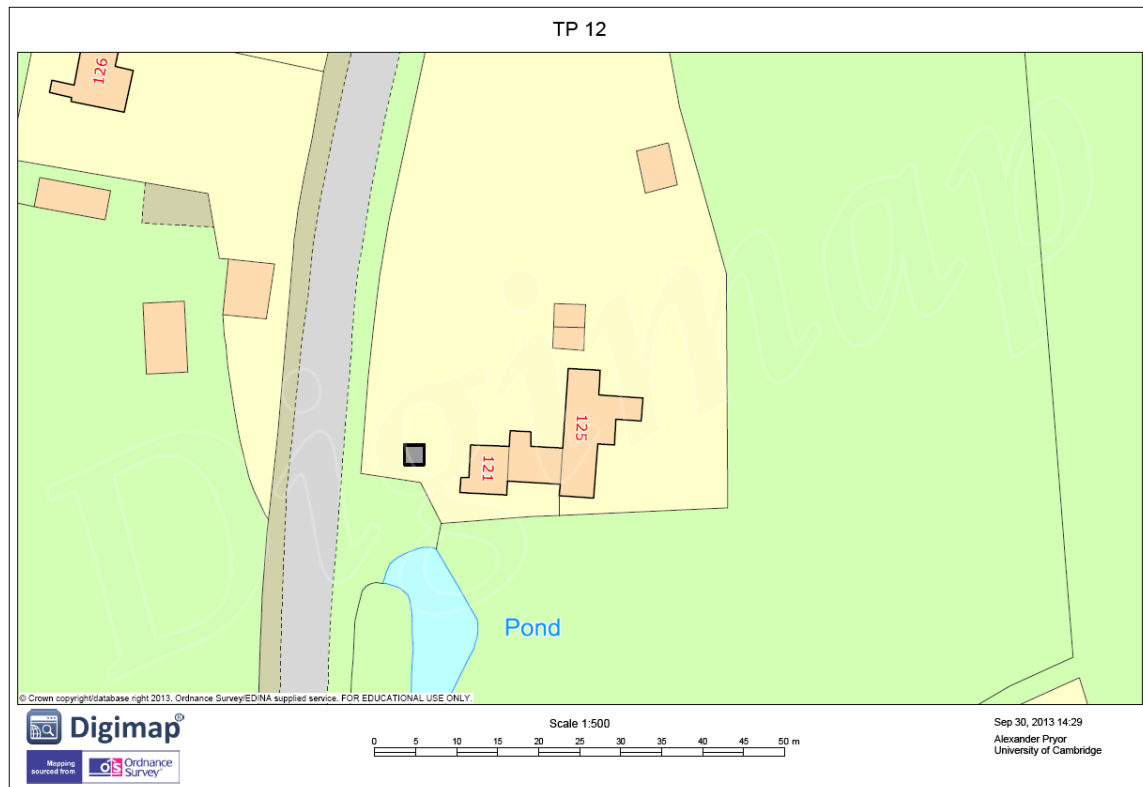 TP 12
126
125
121
Pond
Digimap
© Crown copyright/database right 2013. Ordnance Survey/EDINA supplied service. FOR EDUCATIONAL USE ONLY.
Digimap®
Mapping
sourced from
OS Ordnance
Survey®
Scale 1:500
0 5 10 15 20 25 30 35 40 45 50 m
Sep 30, 2013 14:29
Alexander Pryor
University of Cambridge